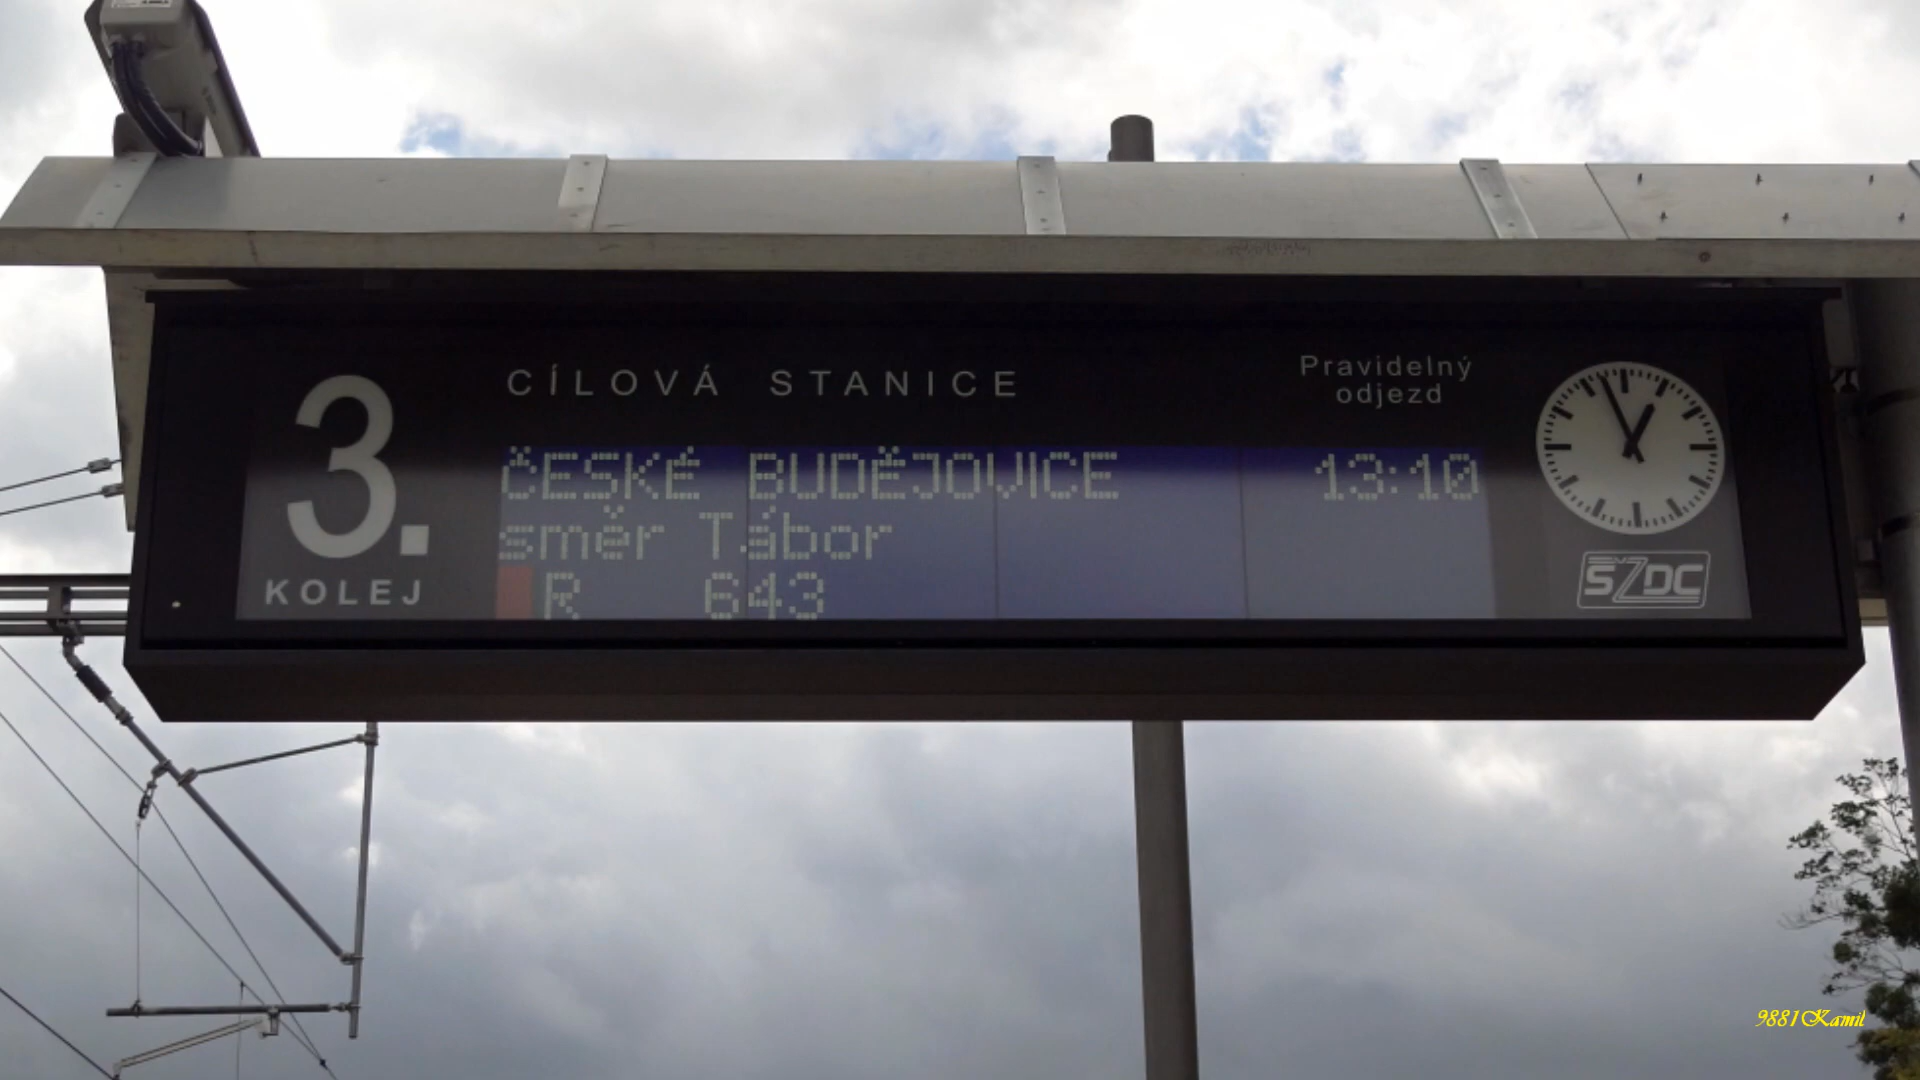 3.
KOLEJ
CÍLOVÁ STANICE
Pravidelný
odjezd
ČESKÉ BUDĚJOVICE 13:10
směr Tábor
R 643
SŽDC
9881Kamil